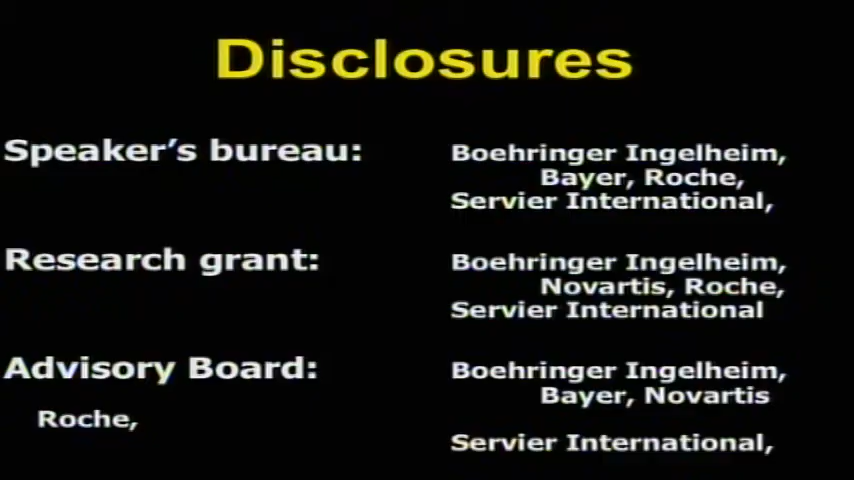 Disclosures
Speaker's bureau: Boehringer Ingelheim,
Bayer, Roche,
Servier International,
Research grant: Boehringer Ingelheim,
Novartis, Roche,
Servier International
Advisory Board: Boehringer Ingelheim,
Bayer, Novartis
Roche,
Servier International,